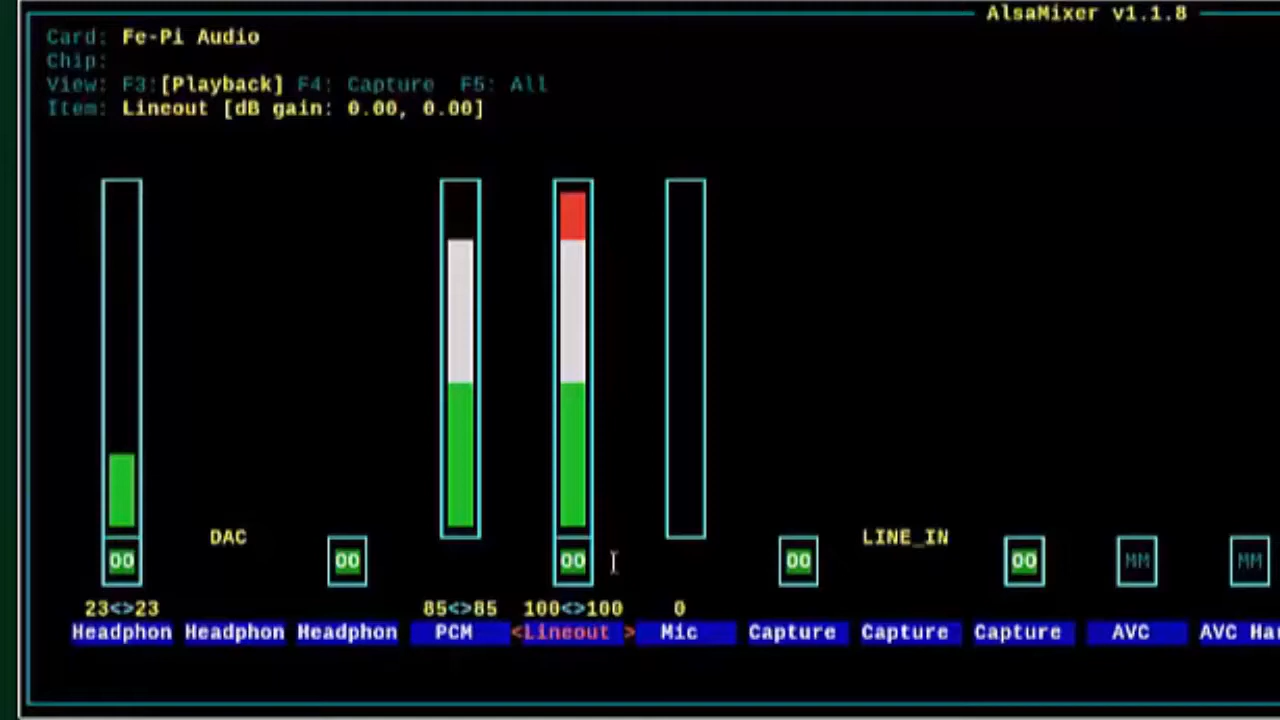 AlsaMixer v1.1.8
Card: Fe-Pi Audio
Chip:
View: F3:[Playback] F4: Capture F5: All
Item: Lineout [dB gain: 0.00, 0.00]
DAC LINE_IN
OO OO OO OO OO MM MM
23<>23 85<>85 100<>100 0
Headphon Headphon Headphon PCM <Lineout > Mic Capture Capture Capture AVC AVC Ha